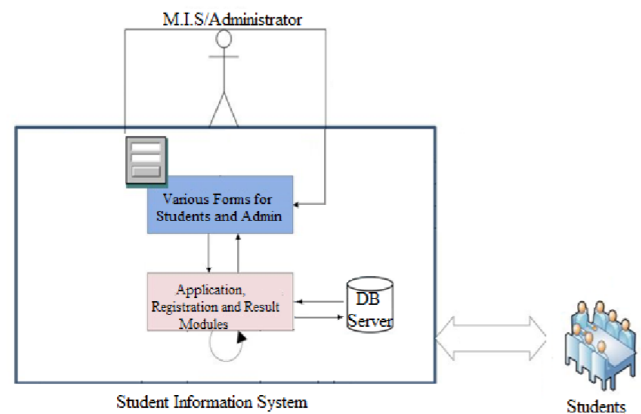 M.I.S/Administrator
Various Forms for
Students and Admin
Application,
Registration and Result
Modules
DB
Server
Student Information System
Students